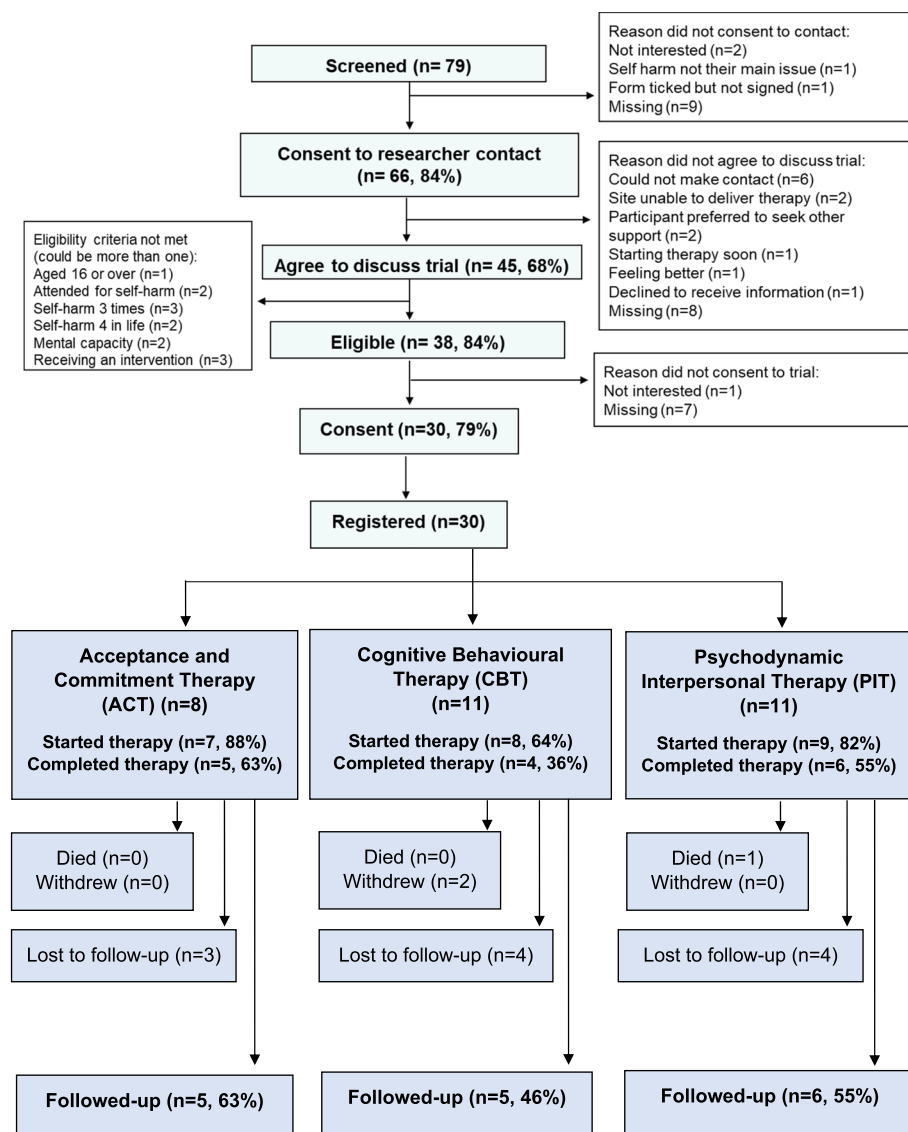 Screened (n= 79)
Reason did not consent to contact:
Not interested (n=2)
Self harm not their main issue (n=1)
Form ticked but not signed (n=1)
Missing (n=9)
Consent to researcher contact
(n= 66, 84%)
Reason did not agree to discuss trial:
Could not make contact (n=6)
Site unable to deliver therapy (n=2)
Participant preferred to seek other
support (n=2)
Starting therapy soon (n=1)
Feeling better (n=1)
Declined to receive information (n=1)
Missing (n=8)
Agree to discuss trial (n= 45, 68%)
Eligibility criteria not met
(could be more than one):
Aged 16 or over (n=1)
Attended for self-harm (n=2)
Self-harm 3 times (n=3)
Self-harm 4 in life (n=2)
Mental capacity (n=2)
Receiving an intervention (n=3)
Eligible (n= 38, 84%)
Reason did not consent to trial:
Not interested (n=1)
Missing (n=7)
Consent (n=30, 79%)
Registered (n=30)
Acceptance and
Commitment Therapy
(ACT) (n=8)
Started therapy (n=7, 88%)
Completed therapy (n=5, 63%)
Cognitive Behavioural
Therapy (CBT)
(n=11)
Started therapy (n=8, 64%)
Completed therapy (n=4, 36%)
Psychodynamic
Interpersonal Therapy (PIT)
(n=11)
Started therapy (n=9, 82%)
Completed therapy (n=6, 55%)
Died (n=0)
Withdrew (n=0)
Died (n=0)
Withdrew (n=2)
Died (n=1)
Withdrew (n=0)
Lost to follow-up (n=3)
Lost to follow-up (n=4)
Lost to follow-up (n=4)
Followed-up (n=5, 63%)
Followed-up (n=5, 46%)
Followed-up (n=6, 55%)